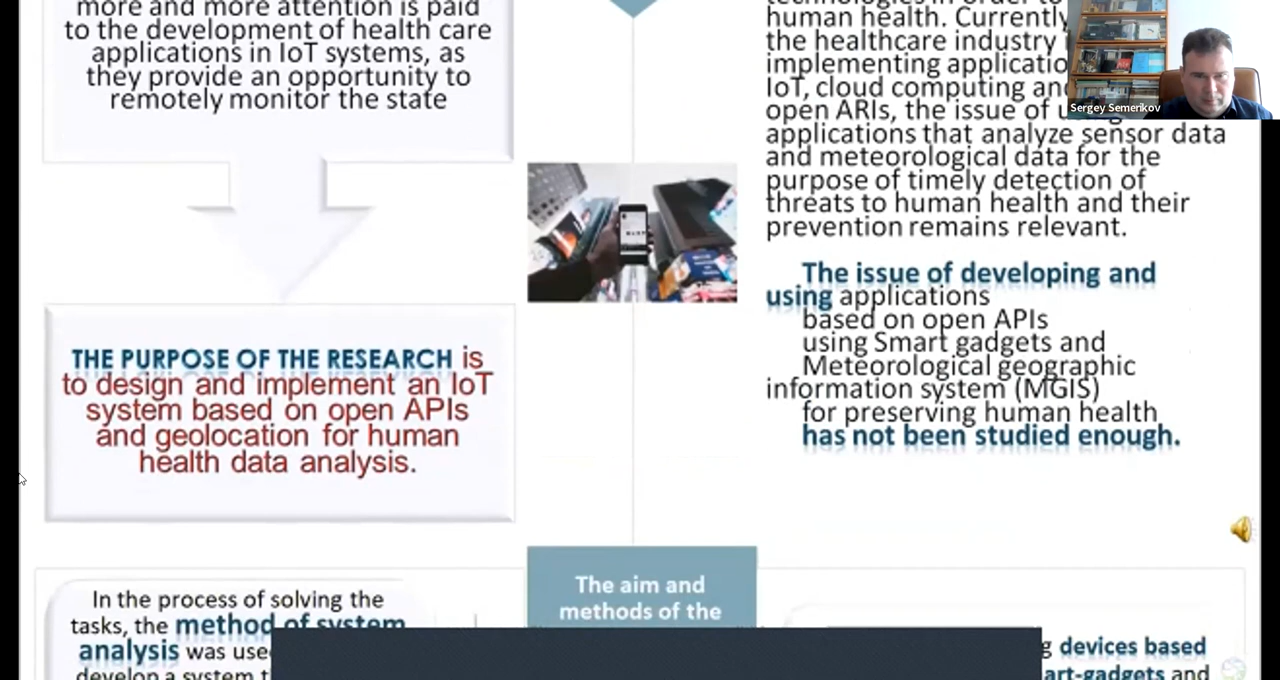 more and more attention is paid
to the development of health care
applications in IoT systems, as
they provide an opportunity to
remotely monitor the state
THE PURPOSE OF THE RESEARCH is
to design and implement an IoT
system based on open APIs
and geolocation for human
health data analysis.
human health. Currently
the healthcare industry
implementing applicatio
IoT, cloud computing and
open ARIs, the issue of u
applications that analyze sensor data
and meteorological data for the
purpose of timely detection of
threats to human health and their
prevention remains relevant.
The issue of developing and
using applications
based on open APIs
using Smart gadgets and
Meteorological geographic
information system (MGIS)
for preserving human health
has not been studied enough.
Sergey Semerikov
The aim and
methods of the
In the process of solving the
tasks, the method of system
analysis was use
develop a system t
g devices based
art-gadgets and